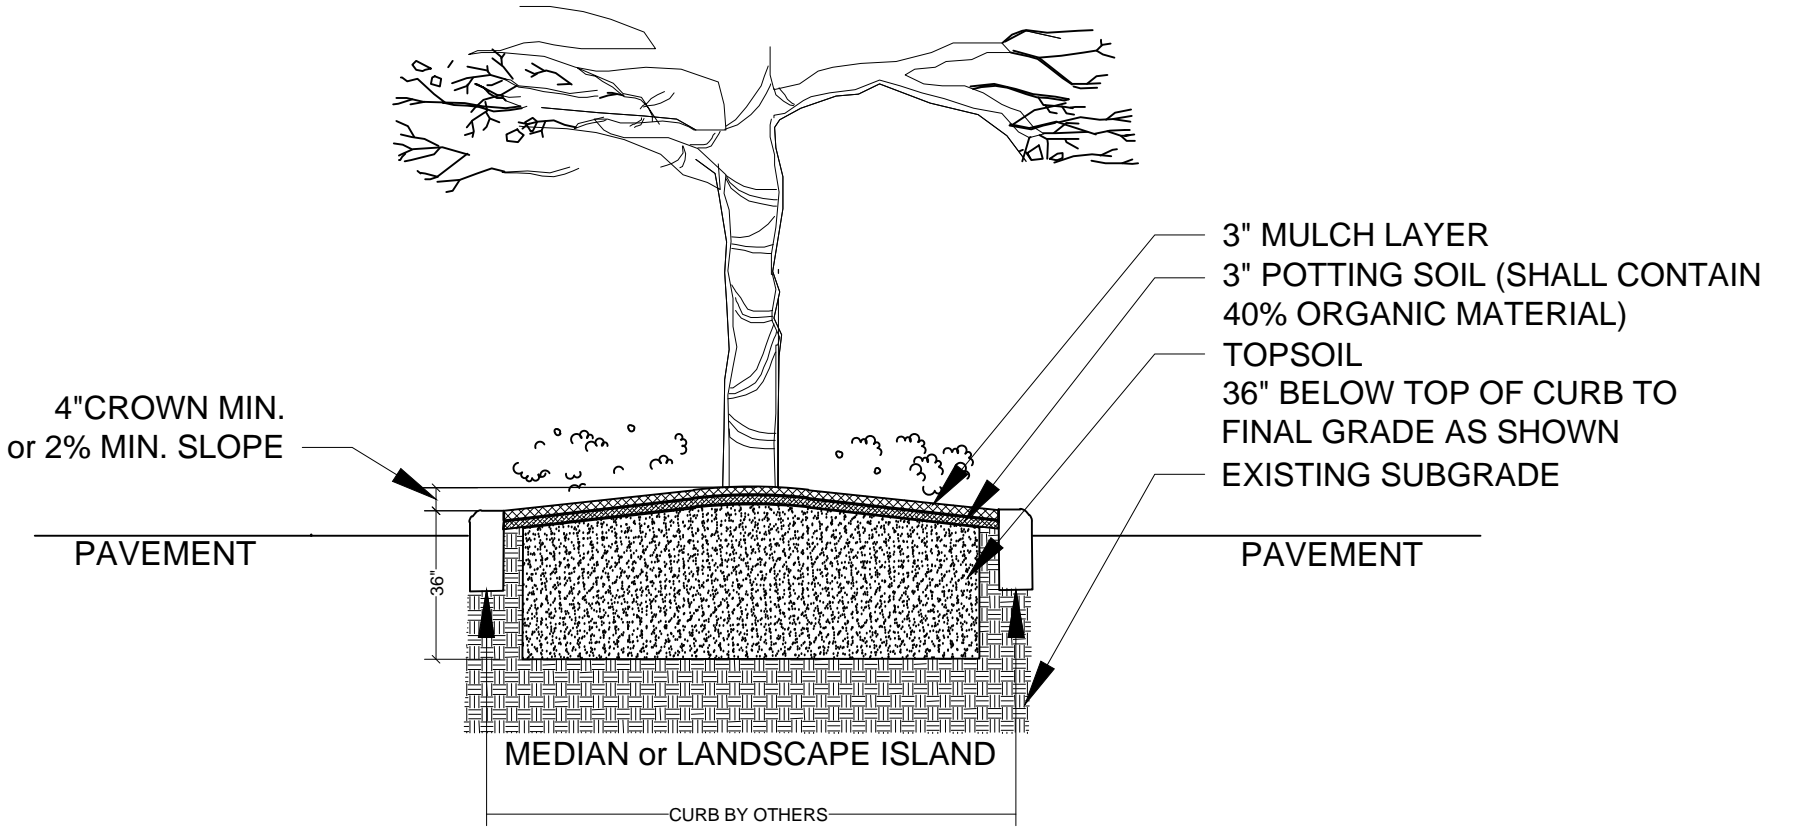 3" MULCH LAYER
3" POTTING SOIL (SHALL CONTAIN
40% ORGANIC MATERIAL)
TOPSOIL
36" BELOW TOP OF CURB TO
FINAL GRADE AS SHOWN
EXISTING SUBGRADE
4"CROWN MIN.
or 2% MIN. SLOPE
PAVEMENT
36"
PAVEMENT
MEDIAN or LANDSCAPE ISLAND
CURB BY OTHERS